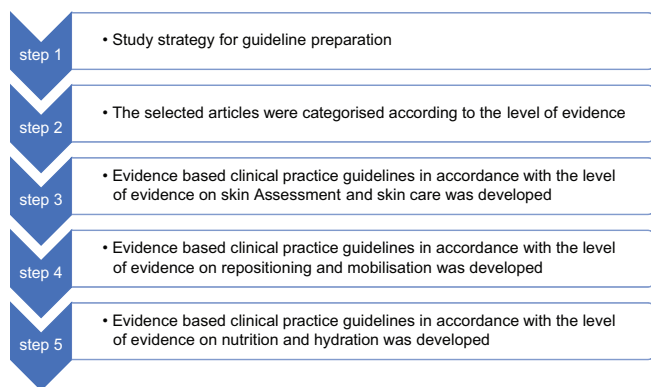 step 1
• Study strategy for guideline preparation
step 2
• The selected articles were categorised according to the level of evidence
step 3
• Evidence based clinical practice guidelines in accordance with the level
of evidence on skin Assessment and skin care was developed
step 4
• Evidence based clinical practice guidelines in accordance with the level
of evidence on repositioning and mobilisation was developed
step 5
• Evidence based clinical practice guidelines in accordance with the level
of evidence on nutrition and hydration was developed